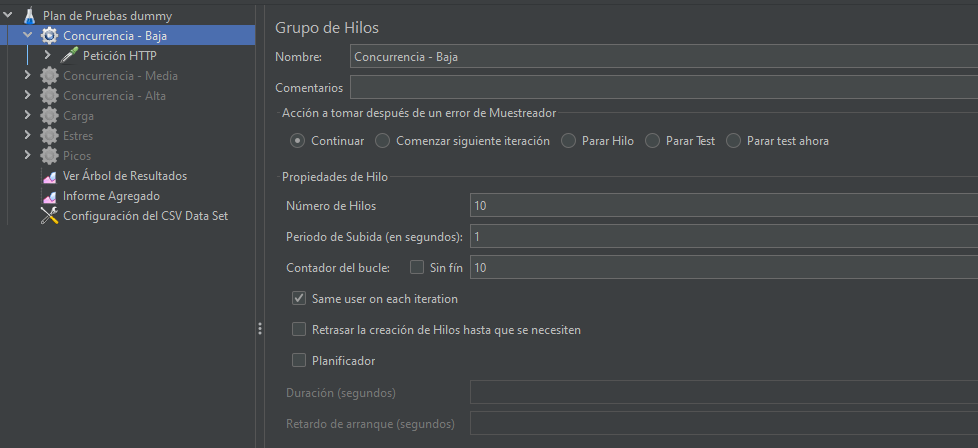 Plan de Pruebas dummy
Concurrencia - Baja
Petición HTTP
Concurrencia - Media
Concurrencia - Alta
Carga
Estres
Picos
Ver Árbol de Resultados
Informe Agregado
Configuración del CSV Data Set
Grupo de Hilos
Nombre: Concurrencia - Baja
Comentarios
Acción a tomar después de un error de Muestreador
Continuar Comenzar siguiente iteración Parar Hilo Parar Test Parar test ahora
Propiedades de Hilo
Número de Hilos 10
Periodo de Subida (en segundos): 1
Contador del bucle: Sin fín 10
Same user on each iteration
Retrasar la creación de Hilos hasta que se necesiten
Planificador
Duración (segundos)
Retardo de arranque (segundos)